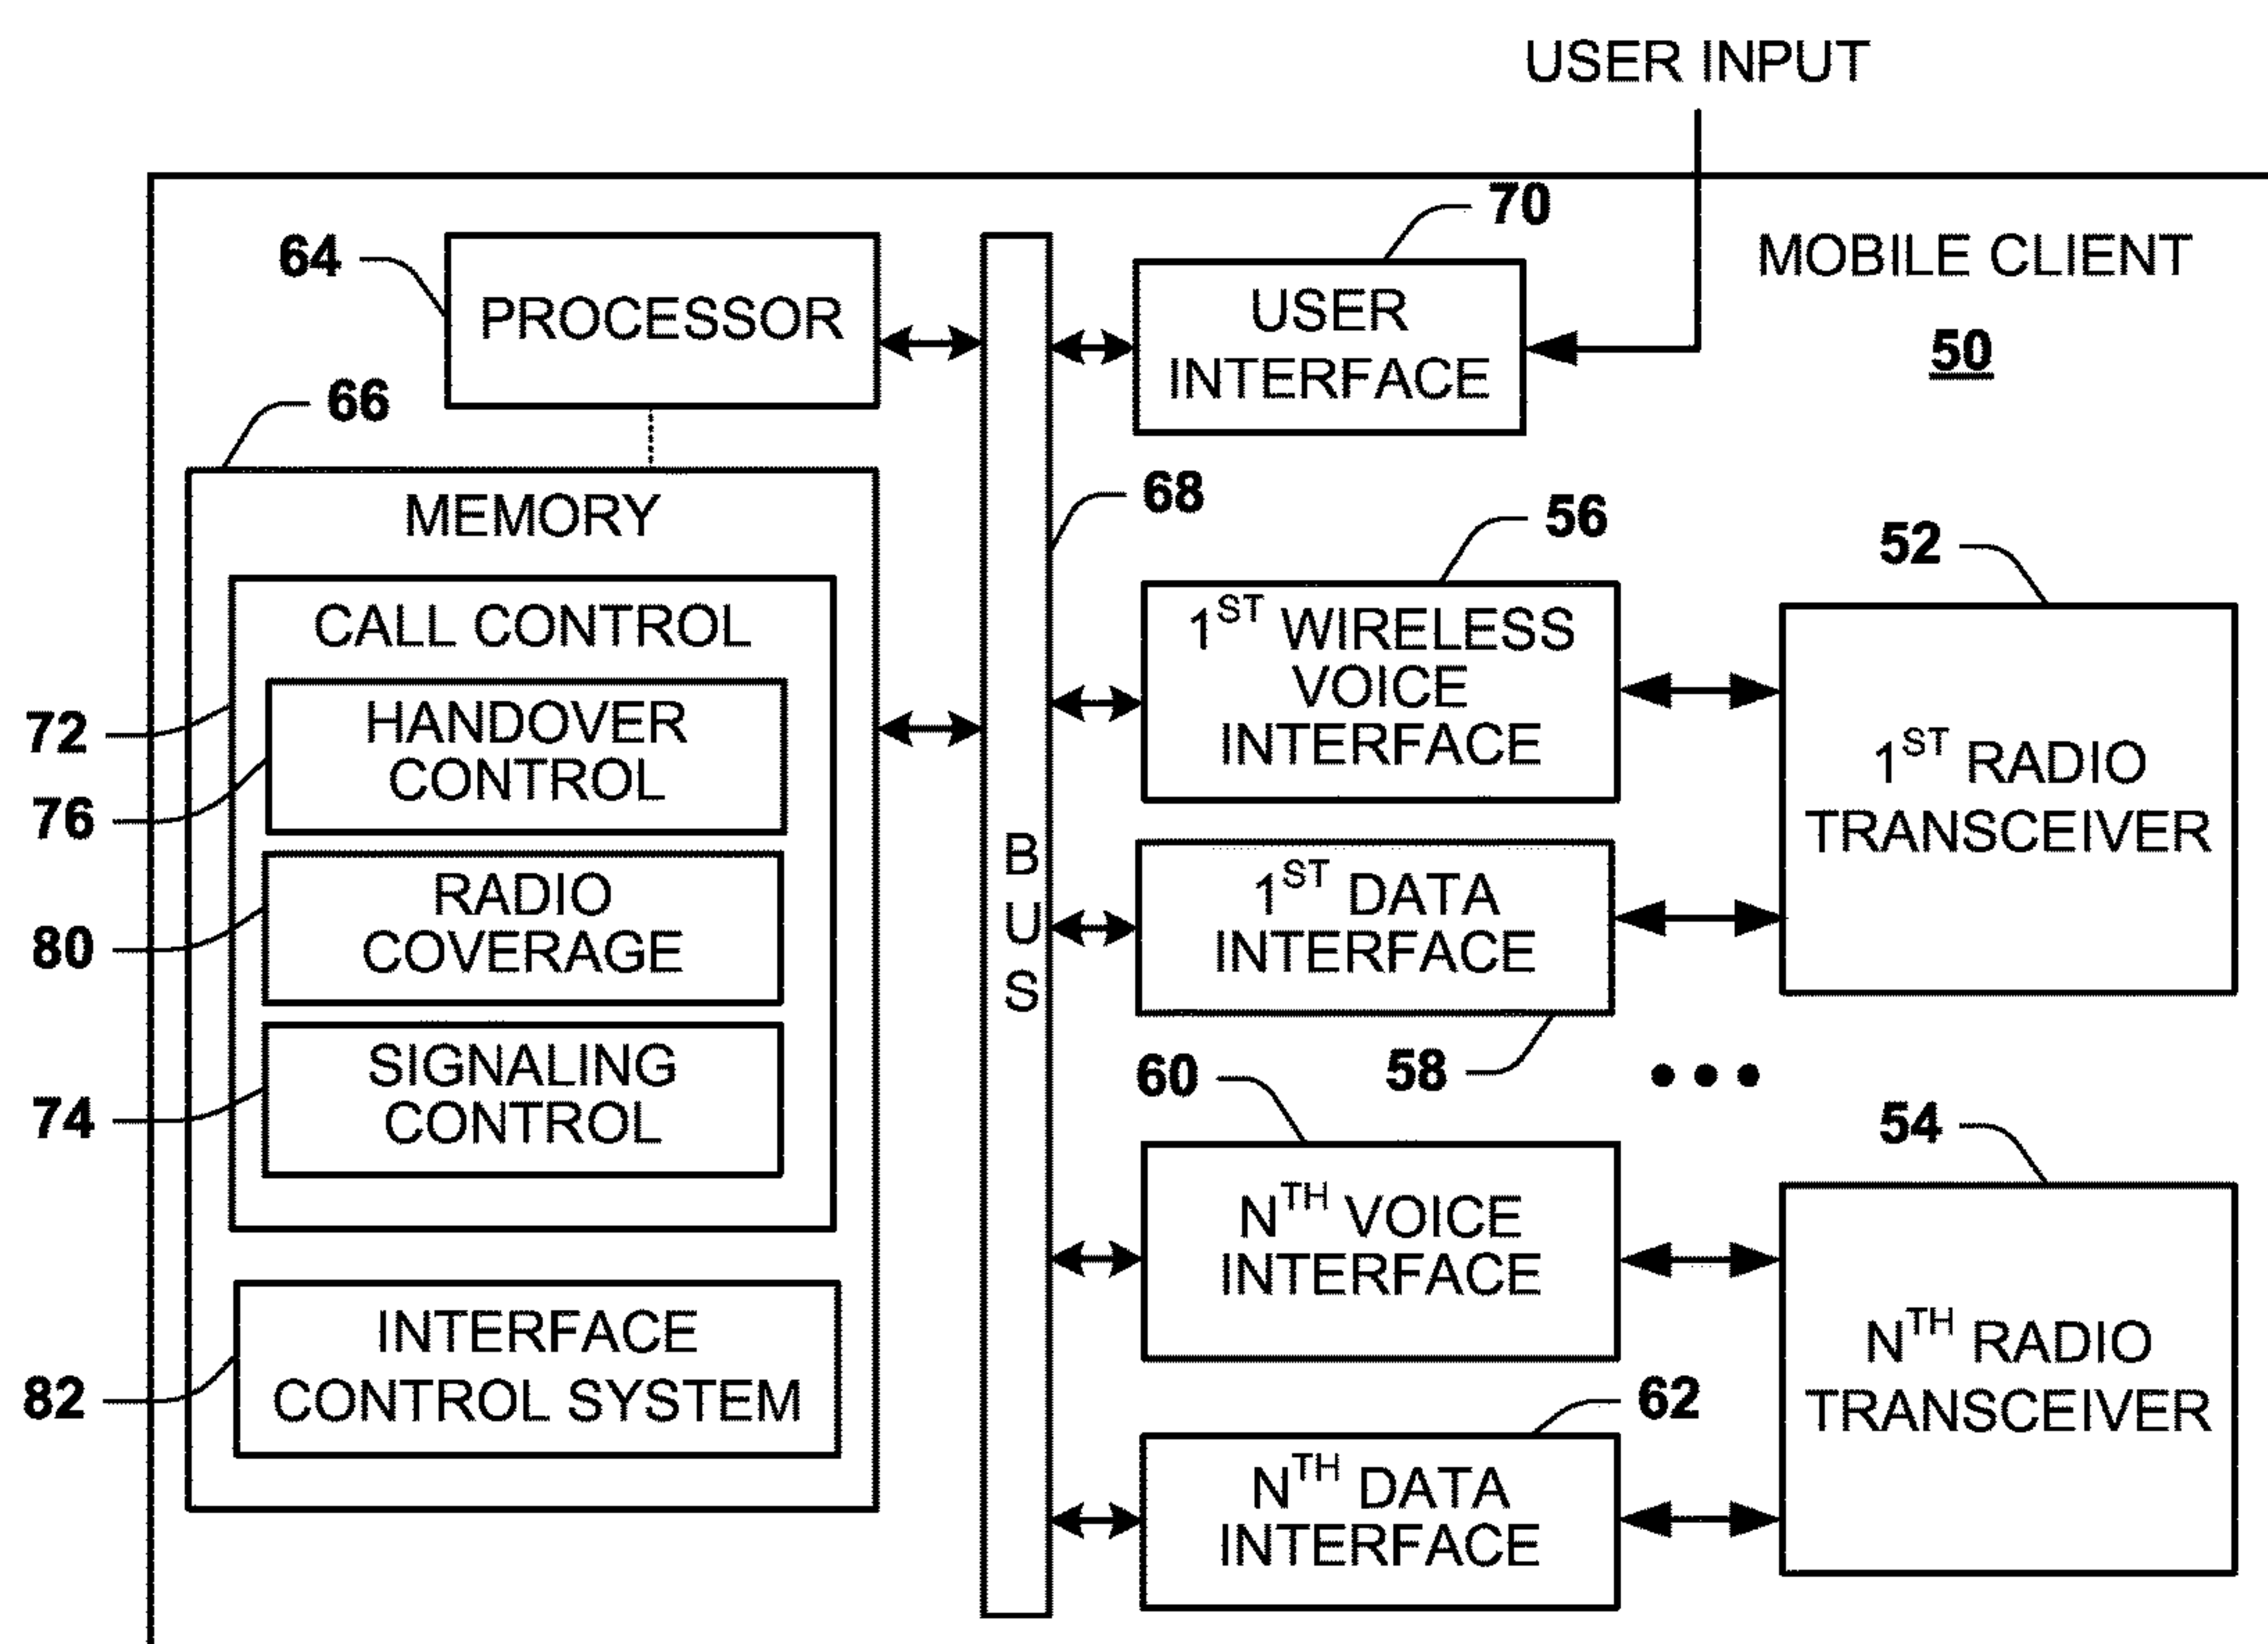 USER INPUT
MOBILE CLIENT
50
64
PROCESSOR
70
USER
INTERFACE
66
MEMORY
72
CALL CONTROL
76
HANDOVER
CONTROL
80
RADIO
COVERAGE
74
SIGNALING
CONTROL
82
INTERFACE
CONTROL SYSTEM
68
BUS
56
1ST WIRELESS
VOICE
INTERFACE
52
1ST RADIO
TRANSCEIVER
1ST DATA
INTERFACE
58
•••
60
NTH VOICE
INTERFACE
54
NTH RADIO
TRANSCEIVER
62
NTH DATA
INTERFACE